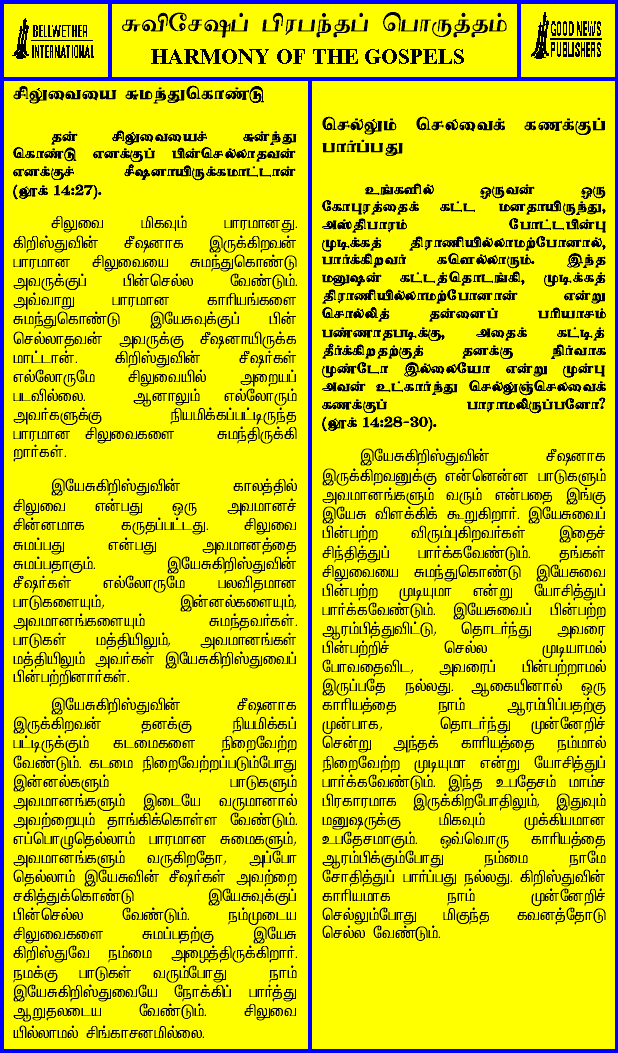 BELLWETHER
INTERNATIONAL
சுவிசேஷப் பிரபந்தப் பொருத்தம்
HARMONY OF THE GOSPELS
GOOD NEWS
PUBLISHERS
சிலுவையை சுமந்துகொண்டு
தன் சிலுவையைச் சுன்ந்து
கொண்டு எனக்குப் பின்செல்லாதவன்
எனக்குச் சீஷனாயிருக்கமாட்டான்
(லூக் 14:27).
சிலுவை மிகவும் பாரமானது.
கிறிஸ்துவின் சீஷனாக இருக்கிறவன்
பாரமான சிலுவையை சுமந்துகொண்டு
அவருக்குப் பின்செல்ல வேண்டும்.
அவ்வாறு பாரமான காரியங்களை
சுமந்துகொண்டு இயேசுவுக்குப் பின்
செல்லாதவன் அவருக்கு சீஷனாயிருக்க
மாட்டான். கிறிஸ்துவின் சீஷர்கள்
எல்லோருமே சிலுவையில் அறையப்
படவில்லை. ஆனாலும் எல்லோரும்
அவர்களுக்கு நியமிக்கப்பட்டிருந்த
பாரமான சிலுவைகளை சுமந்திருக்கி
றார்கள்.
இயேசுகிறிஸ்துவின் காலத்தில்
சிலுவை என்பது ஒரு அவமானச்
சின்னமாக கருதப்பட்டது. சிலுவை
சுமப்பது என்பது அவமானத்தை
சுமப்பதாகும். இயேசுகிறிஸ்துவின்
சீஷர்கள் எல்லோருமே பலவிதமான
பாடுகளையும், இன்னல்களையும்,
அவமானங்களையும் சுமந்தவர்கள்.
பாடுகள் மத்தியிலும், அவமானங்கள்
மத்தியிலும் அவர்கள் இயேசுகிறிஸ்துவைப்
பின்பற்றினார்கள்.
இயேசுகிறிஸ்துவின் சீஷனாக
இருக்கிறவன் தனக்கு நியமிக்கப்
பட்டிருக்கும் கடமைகளை நிறைவேற்ற
வேண்டும். கடமை நிறைவேற்றப்படும்போது
இன்னல்களும் பாடுகளும்
அவமானங்களும் இடையே வருமானால்
அவற்றையும் தாங்கிக்கொள்ள வேண்டும்.
எப்பொழுதெல்லாம் பாரமான சுமைகளும்,
அவமானங்களும் வருகிறதோ, அப்போ
தெல்லாம் இயேசுவின் சீஷர்கள் அவற்றை
சகித்துக்கொண்டு இயேசுவுக்குப்
பின்செல்ல வேண்டும். நம்முடைய
சிலுவைகளை சுமப்பதற்கு இயேசு
கிறிஸ்துவே நம்மை அழைத்திருக்கிறார்.
நமக்கு பாடுகள் வரும்போது நாம்
இயேசுகிறிஸ்துவையே நோக்கிப் பார்த்து
ஆறுதலடைய வேண்டும். சிலுவை
யில்லாமல் சிங்காசனமில்லை.
செல்லும் செலவைக் கணக்குப்
பார்ப்பது
உங்களில் ஒருவன் ஒரு
கோபுரத்தைக் கட்ட மனதாயிருந்து,
அஸ்திபாரம் போட்டபின்பு
முடிக்கத் திராணியில்லாமற்போனால்,
பார்க்கிறவர் களெல்லாரும். இந்த
மனுஷன் கட்டத்தொடங்கி, முடிக்கத்
திராணியில்லாமற்போனான் என்று
சொல்லித் தன்னைப் பரியாசம்
பண்ணாதபடிக்கு, அதைக் கட்டித்
தீர்க்கிறதற்குத் தனக்கு நிர்வாக
முண்டோ இல்லையோ என்று முன்பு
அவன் உட்கார்ந்து செல்லுஞ்செலவைக்
கணக்குப் பாராமலிருப்பனோ?
(லூக் 14:28-30).
இயேசுகிறிஸ்துவின் சீஷனாக
இருக்கிறவனுக்கு என்னென்ன பாடுகளும்
அவமானங்களும் வரும் என்பதை இங்கு
இயேசு விளக்கிக் கூறுகிறார். இயேசுவைப்
பின்பற்ற விரும்புகிறவர்கள் இதைச்
சிந்தித்துப் பார்க்கவேண்டும். தங்கள்
சிலுவையை சுமந்துகொண்டு இயேசுவை
பின்பற்ற முடியுமா என்று யோசித்துப்
பார்க்கவேண்டும். இயேசுவைப் பின்பற்ற
ஆரம்பித்துவிட்டு, தொடர்ந்து அவரை
பின்பற்றிச் செல்ல முடியாமல்
போவதைவிட, அவரைப் பின்பற்றாமல்
இருப்பதே நல்லது. ஆகையினால் ஒரு
காரியத்தை நாம் ஆரம்பிப்பதற்கு
முன்பாக, தொடர்ந்து முன்னேறிச்
சென்று அந்தக் காரியத்தை நம்மால்
நிறைவேற்ற முடியுமா என்று யோசித்துப்
பார்க்கவேண்டும். இந்த உபதேசம் மாம்ச
பிரகாரமாக இருக்கிறபோதிலும், இதுவும்
மனுஷருக்கு மிகவும் முக்கியமான
உபதேசமாகும். ஒவ்வொரு காரியத்தை
ஆரம்பிக்கும்போது நம்மை நாமே
சோதித்துப் பார்ப்பது நல்லது. கிறிஸ்துவின்
காரியமாக நாம் முன்னேறிச்
செல்லும்போது மிகுந்த கவனத்தோடு
செல்ல வேண்டும்.